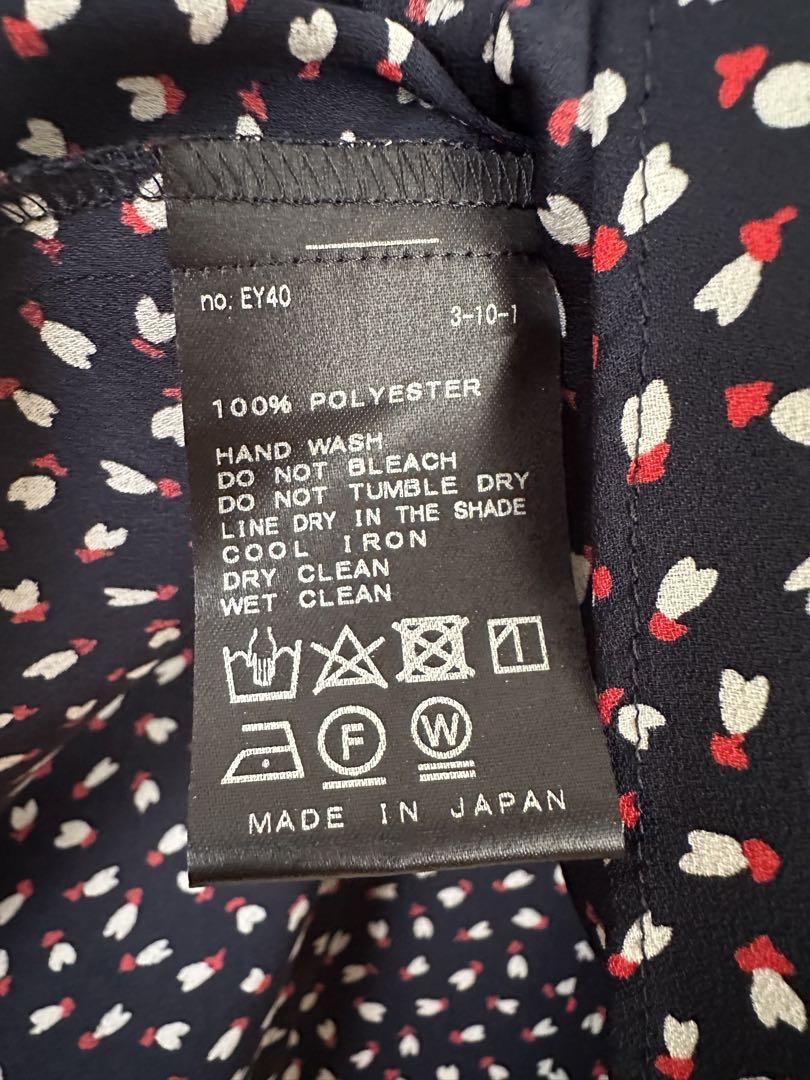 no. EY40
3-10-1
100% POLYESTER
HAND WASH
DO NOT BLEACH
DO NOT TUMBLE DRY
LINE DRY IN THE SHADE
COOL IRON
DRY CLEAN
WET CLEAN
F W
MADE IN JAPAN